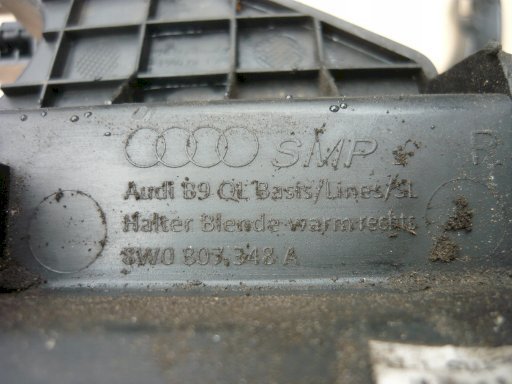 SMP R
Audi B9 QL Basis/Lines/SL
Halter Blende-warm rechts
8W0 803 348 A